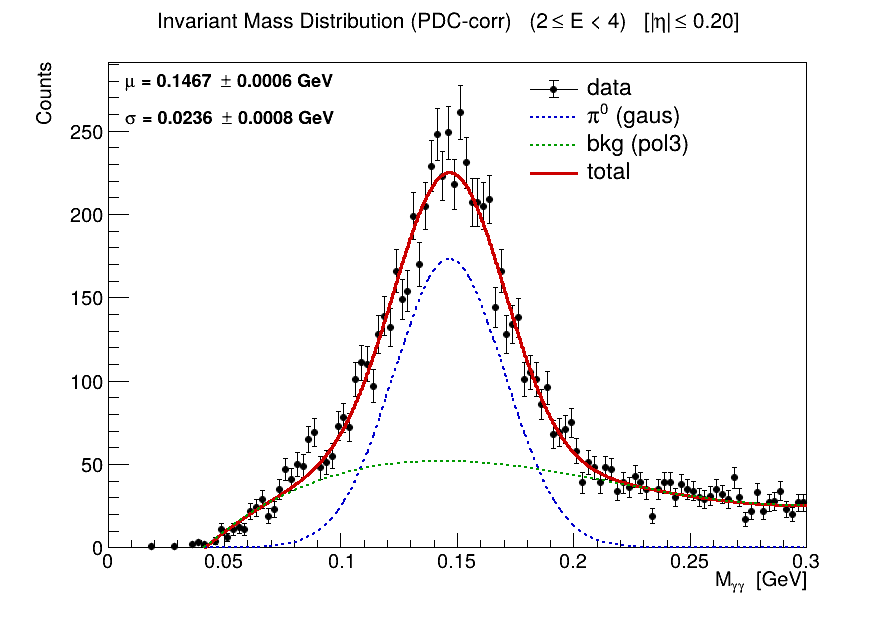 Invariant Mass Distribution (PDC-corr) (2 ≤ E < 4) [|η| ≤ 0.20]
Counts
μ = 0.1467 ± 0.0006 GeV
σ = 0.0236 ± 0.0008 GeV
data
π⁰ (gaus)
bkg (pol3)
total
250
200
150
100
50
0
0 0.05 0.1 0.15 0.2 0.25 0.3
Mγγ [GeV]